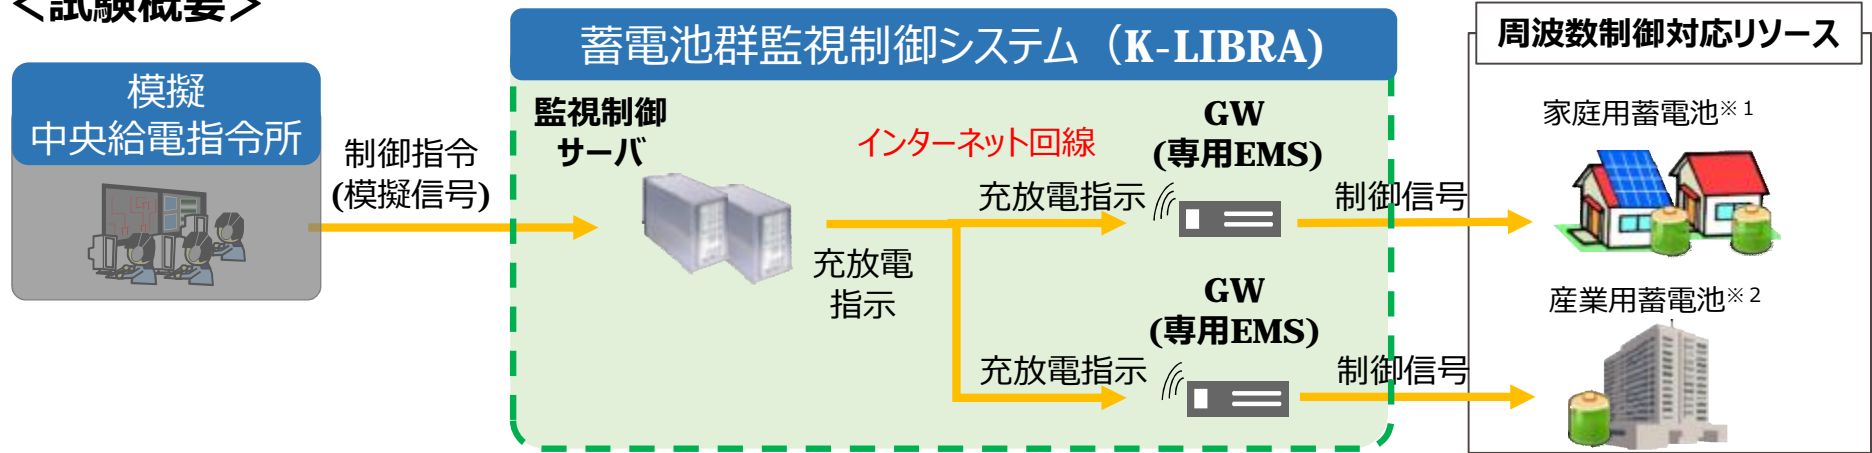 ＜試験概要＞
模擬
中央給電指令所
制御指令
(模擬信号)
蓄電池群監視制御システム（K-LIBRA)
監視制御
サーバ
インターネット回線
充放電
指示
GW
(専用EMS)
充放電指示
制御信号
GW
(専用EMS)
充放電指示
制御信号
周波数制御対応リソース
家庭用蓄電池※1
産業用蓄電池※2